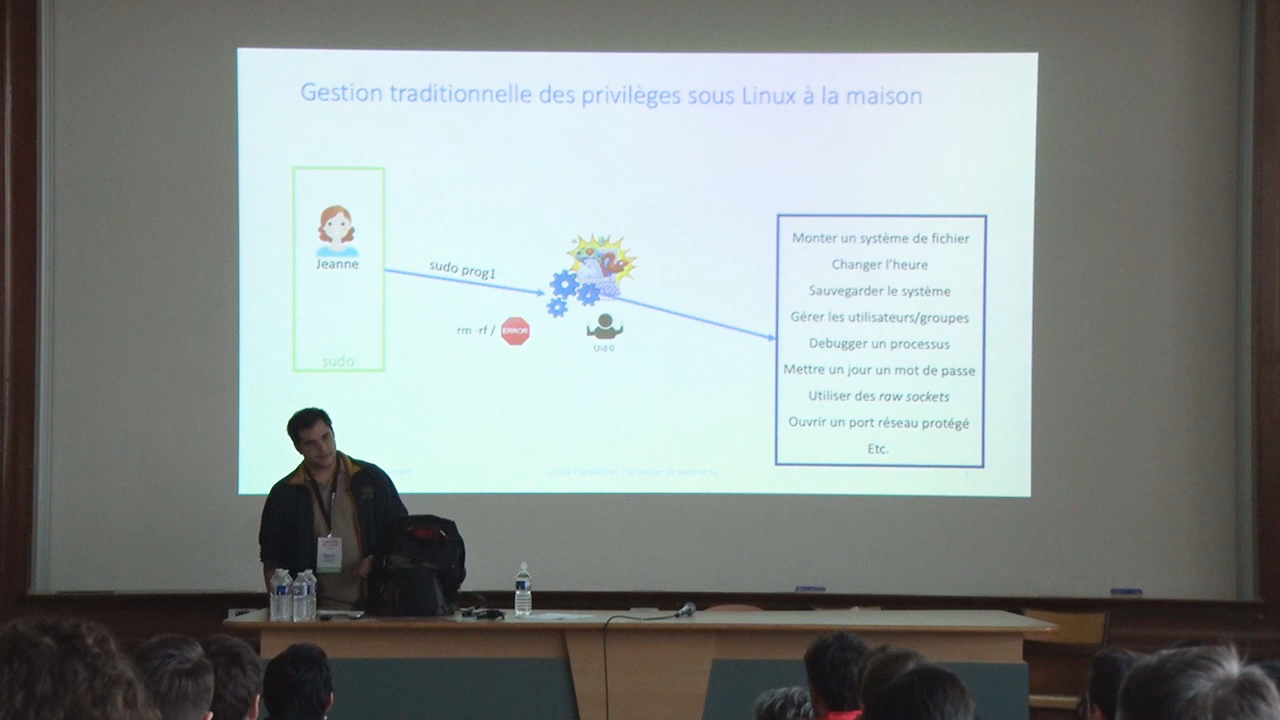 Gestion traditionnelle des privilèges sous Linux à la maison
Jeanne
sudo
sudo prog1
rm -rf /
ERROR
Uid 0
Monter un système de fichier
Changer l'heure
Sauvegarder le système
Gérer les utilisateurs/groupes
Debugger un processus
Mettre un jour un mot de passe
Utiliser des raw sockets
Ouvrir un port réseau protégé
Etc.